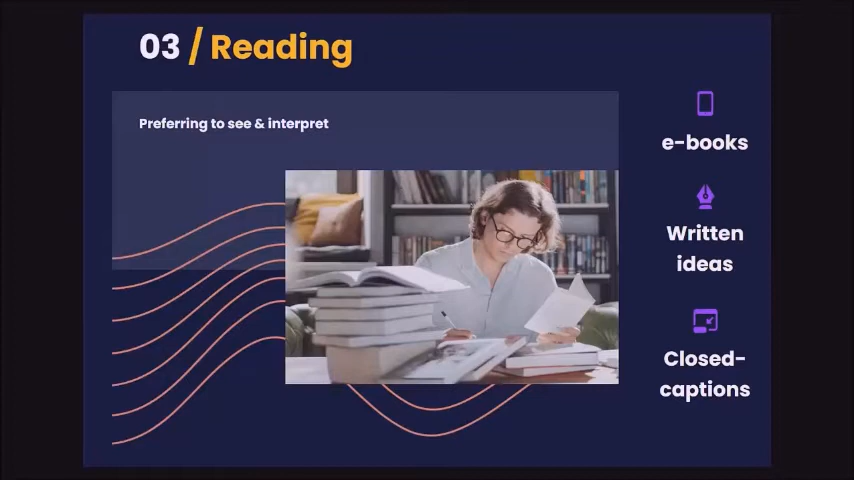 03 / Reading
Preferring to see & interpret
e-books
Written
ideas
Closed-
captions